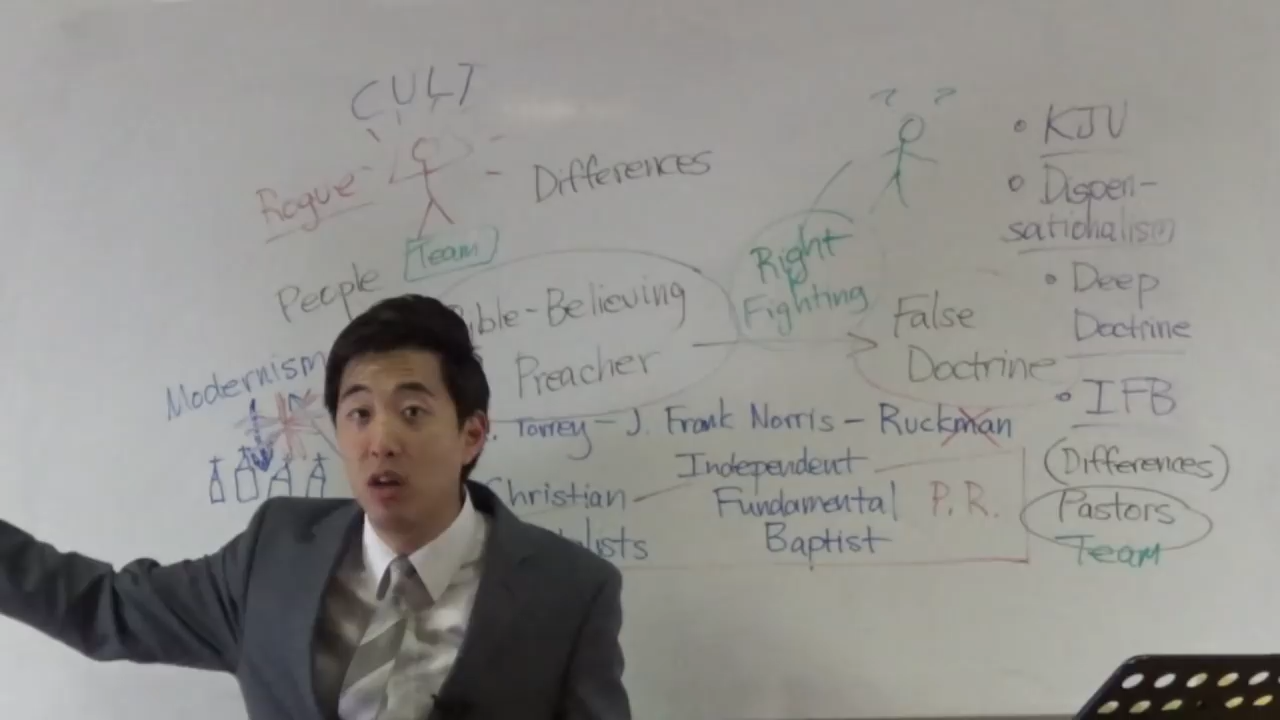 CULT
Rogue
Differences
Team
People
Bible-Believing
Preacher
Modernism
Right
Fighting
False
Doctrine
? ?
• KJV
• Dispen-
sationalism
• Deep
Doctrine
• IFB
(Differences)
Pastors
Team
Torrey - J. Frank Norris - Ruckman
Independent
Christian
Fundamental
Baptist
P.R.